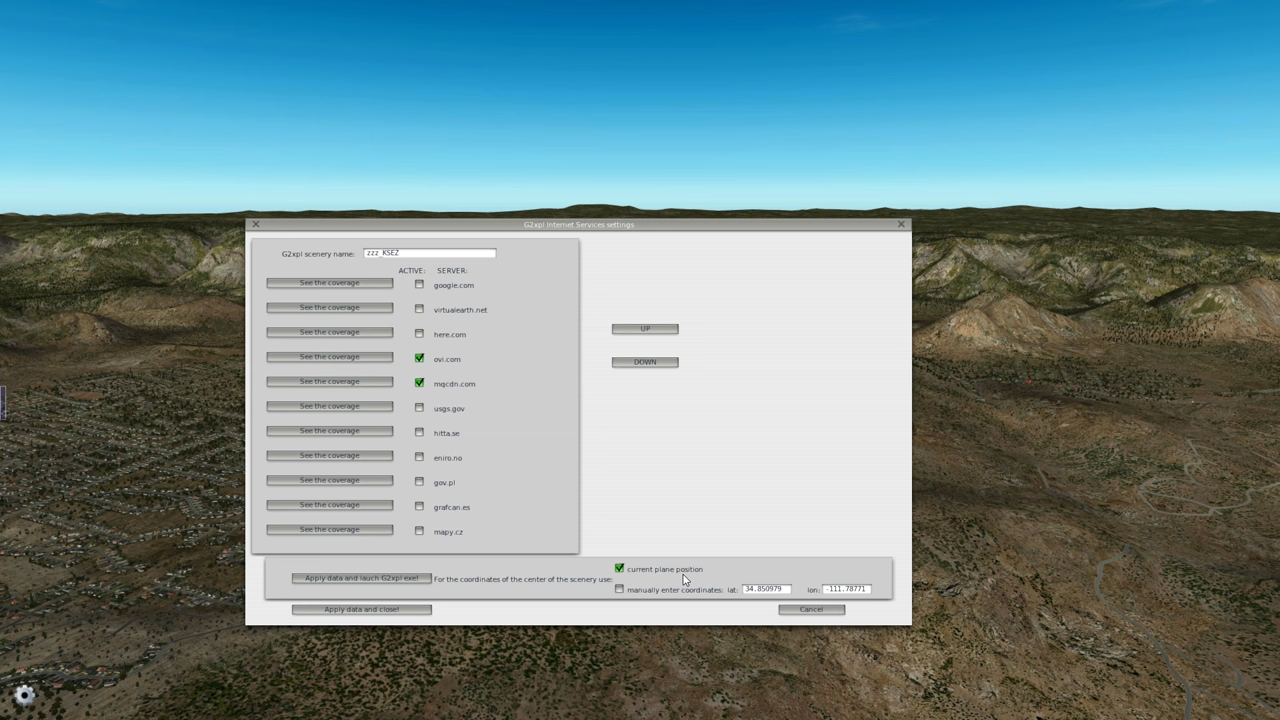 G2xpl Internet Services settings
G2xpl scenery name: zzz_KSEZ
ACTIVE: SERVER:
See the coverage google.com
See the coverage virtualearth.net
UP
See the coverage here.com
See the coverage ovi.com
DOWN
See the coverage mqcdn.com
See the coverage usgs.gov
See the coverage hitta.se
See the coverage eniro.no
See the coverage gov.pl
See the coverage grafcan.es
See the coverage mapy.cz
current plane position
Apply data and lauch G2xpl exe! For the coordinates of the center of the scenery use:
manually enter coordinates: lat: 34.850979 lon: -111.78771
Apply data and close! Cancel